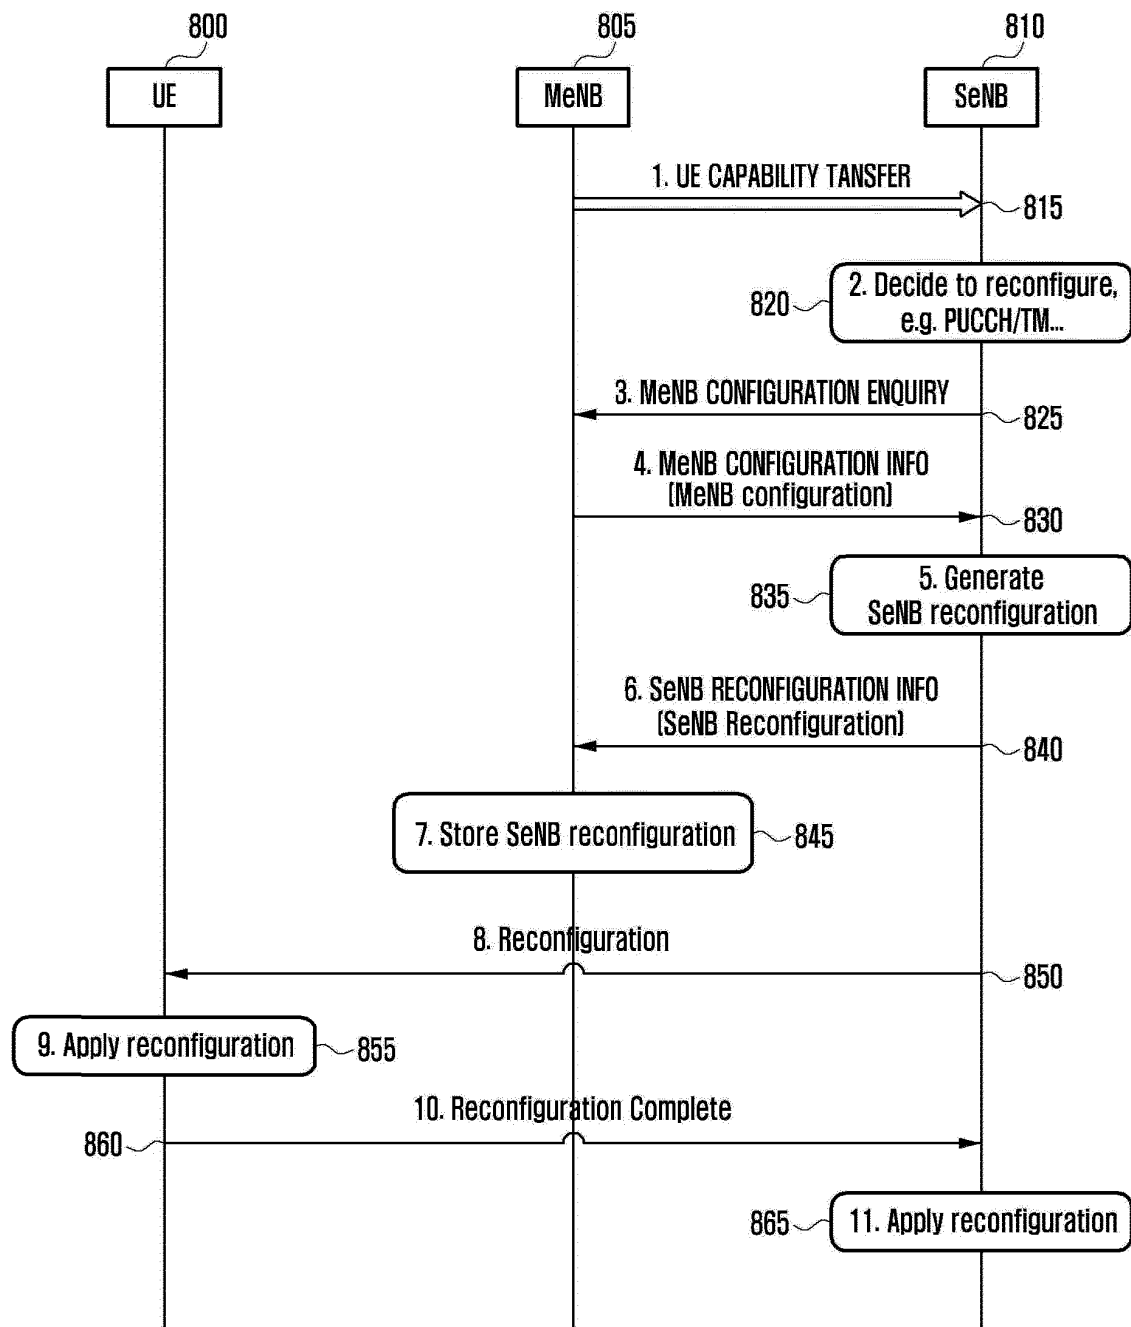 800
805
810
UE
MeNB
SeNB
1. UE CAPABILITY TANSFER
815
2. Decide to reconfigure,
e.g. PUCCH/TM...
820
3. MeNB CONFIGURATION ENQUIRY
825
4. MeNB CONFIGURATION INFO
(MeNB configuration)
830
5. Generate
SeNB reconfiguration
835
6. SeNB RECONFIGURATION INFO
(SeNB Reconfiguration)
840
7. Store SeNB reconfiguration
845
8. Reconfiguration
850
9. Apply reconfiguration
855
10. Reconfiguration Complete
860
865
11. Apply reconfiguration